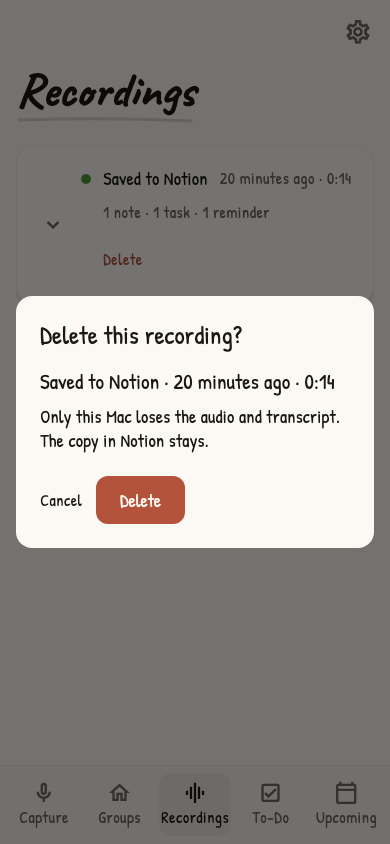 Recordings
Saved to Notion 20 minutes ago · 0:14
1 note · 1 task · 1 reminder
Delete
Delete this recording?
Saved to Notion · 20 minutes ago · 0:14
Only this Mac loses the audio and transcript.
The copy in Notion stays.
Cancel Delete
Capture Groups Recordings To-Do Upcoming